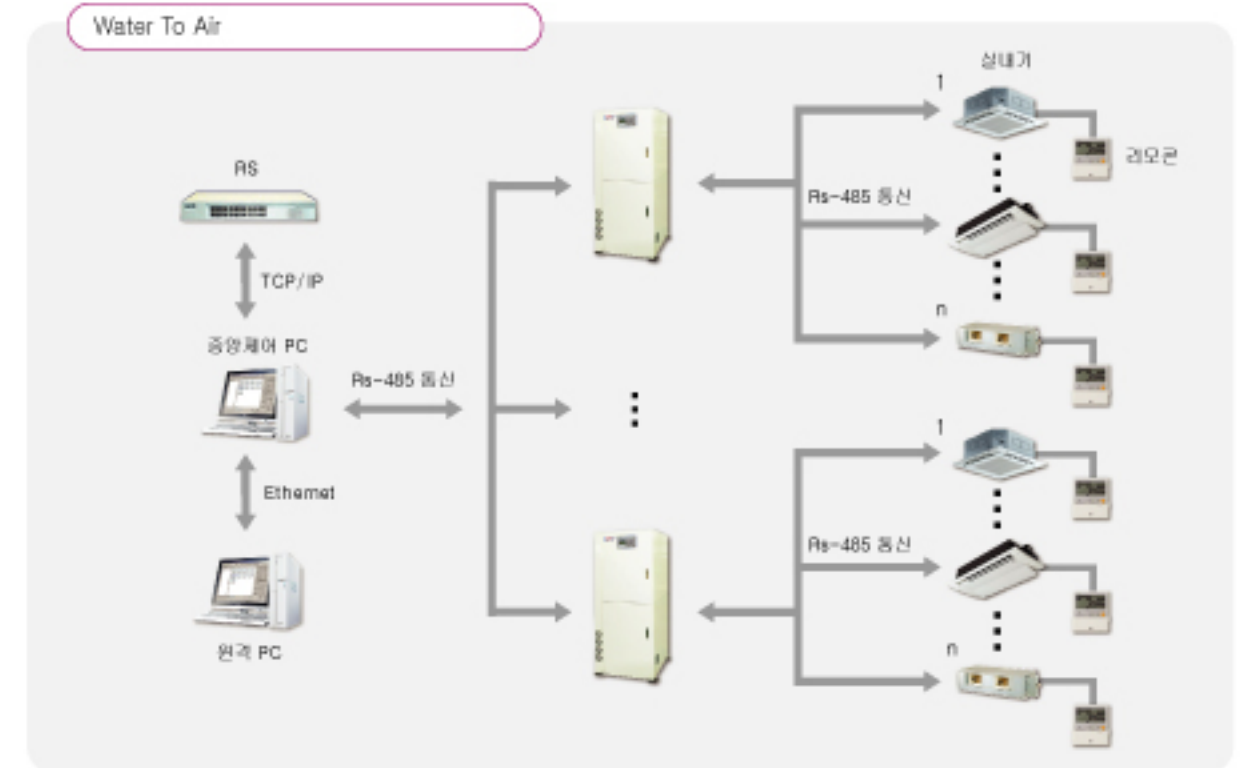 Water To Air
실내기
1
리모콘
RS
Rs-485 통신
TCP/IP
n
중앙제어 PC
Rs-485 통신
1
Ethernet
Rs-485 통신
원격 PC
n